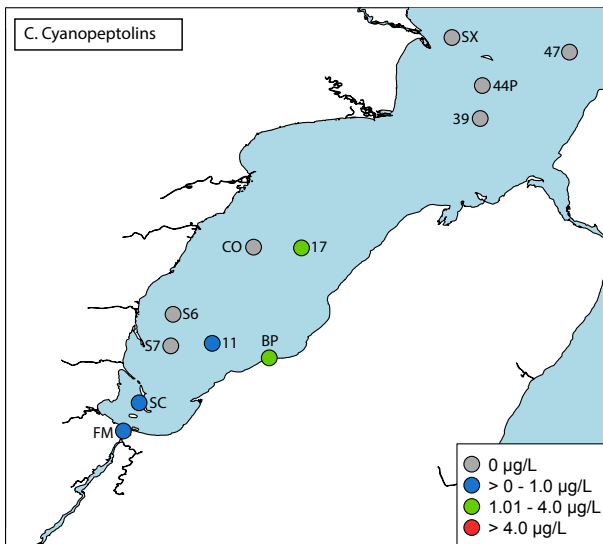 C. Cyanopeptolins
SX
47
44P
39
CO
17
S6
S7
11
BP
SC
FM
0 µg/L
> 0 - 1.0 µg/L
1.01 - 4.0 µg/L
> 4.0 µg/L